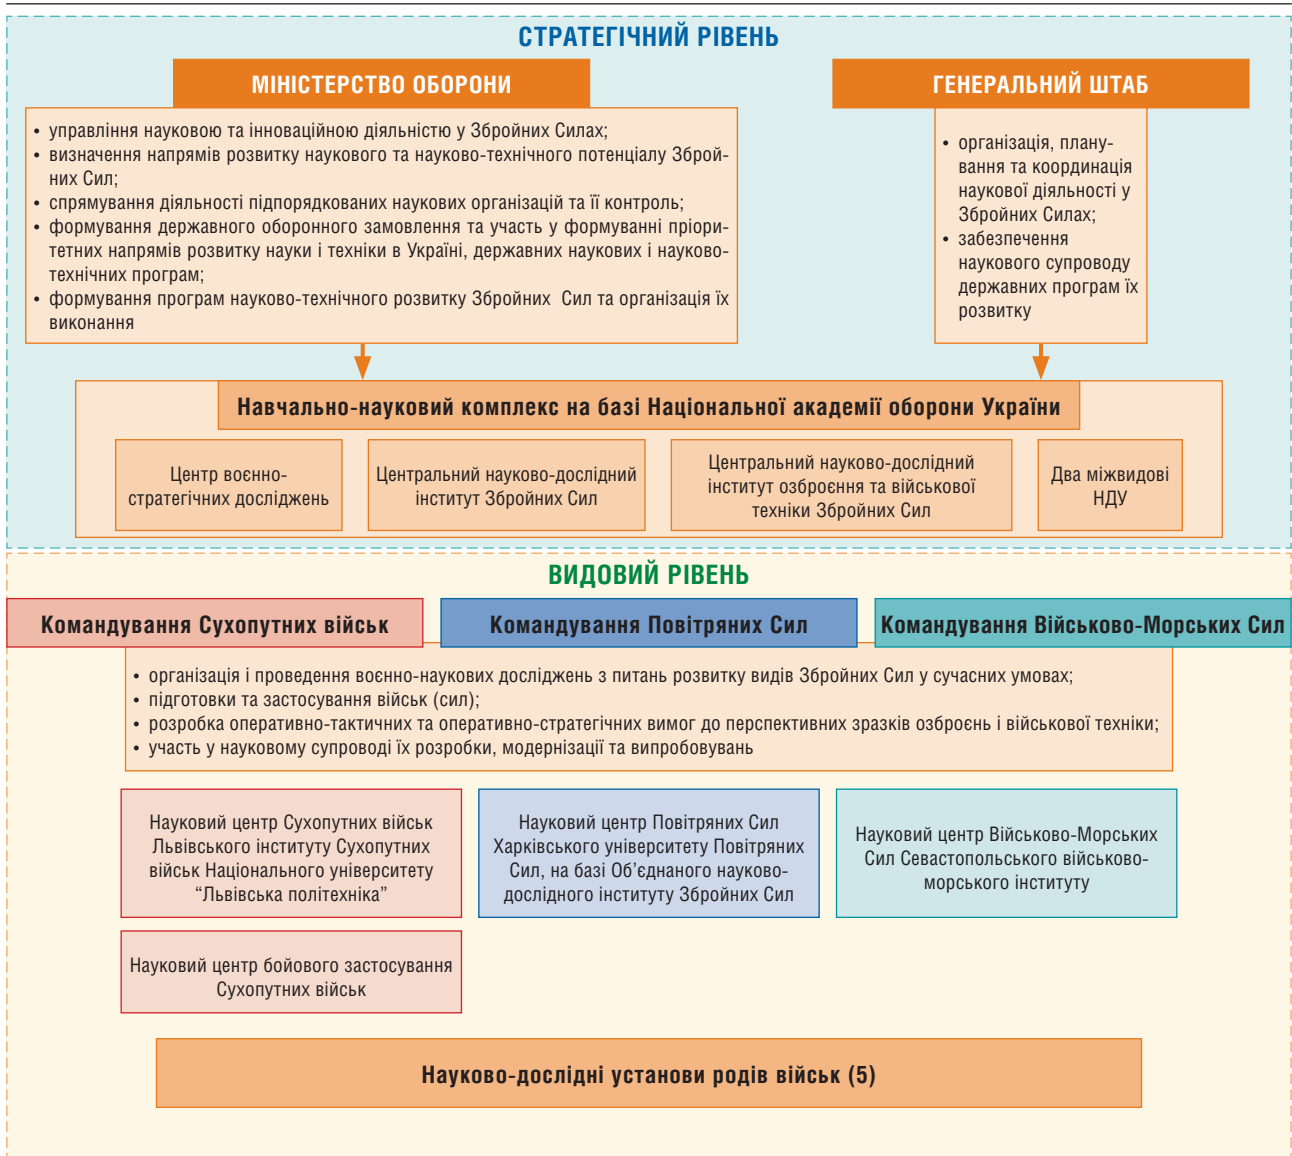 СТРАТЕГІЧНИЙ РІВЕНЬ
МІНІСТЕРСТВО ОБОРОНИ
• управління науковою та інноваційною діяльністю у Збройних Силах;
• визначення напрямів розвитку наукового та науково-технічного потенціалу Зброй-
них Сил;
• спрямування діяльності підпорядкованих наукових організацій та її контроль;
• формування державного оборонного замовлення та участь у формуванні пріори-
тетних напрямів розвитку науки і техніки в Україні, державних наукових і науково-
технічних програм;
• формування програм науково-технічного розвитку Збройних Сил та організація їх
виконання
ГЕНЕРАЛЬНИЙ ШТАБ
• організація, плану-
вання та координація
наукової діяльності у
Збройних Силах;
• забезпечення
наукового супроводу
державних програм їх
розвитку
Навчально-науковий комплекс на базі Національної академії оборони України
Центр воєнно-
стратегічних досліджень
Центральний науково-дослідний
інститут Збройних Сил
Центральний науково-дослідний
інститут озброєння та військової
техніки Збройних Сил
Два міжвидові
НДУ
ВИДОВИЙ РІВЕНЬ
Командування Сухопутних військ
Командування Повітряних Сил
Командування Військово-Морських Сил
• організація і проведення воєнно-наукових досліджень з питань розвитку видів Збройних Сил у сучасних умовах;
• підготовки та застосування військ (сил);
• розробка оперативно-тактичних та оперативно-стратегічних вимог до перспективних зразків озброєнь і військової техніки;
• участь у науковому супроводі їх розробки, модернізації та випробовувань
Науковий центр Сухопутних військ
Львівського інституту Сухопутних
військ Національного університету
“Львівська політехніка”
Науковий центр Повітряних Сил
Харківського університету Повітряних
Сил, на базі Об’єднаного науково-
дослідного інституту Збройних Сил
Науковий центр Військово-Морських
Сил Севастопольського військово-
морського інституту
Науковий центр бойового застосування
Сухопутних військ
Науково-дослідні установи родів військ (5)